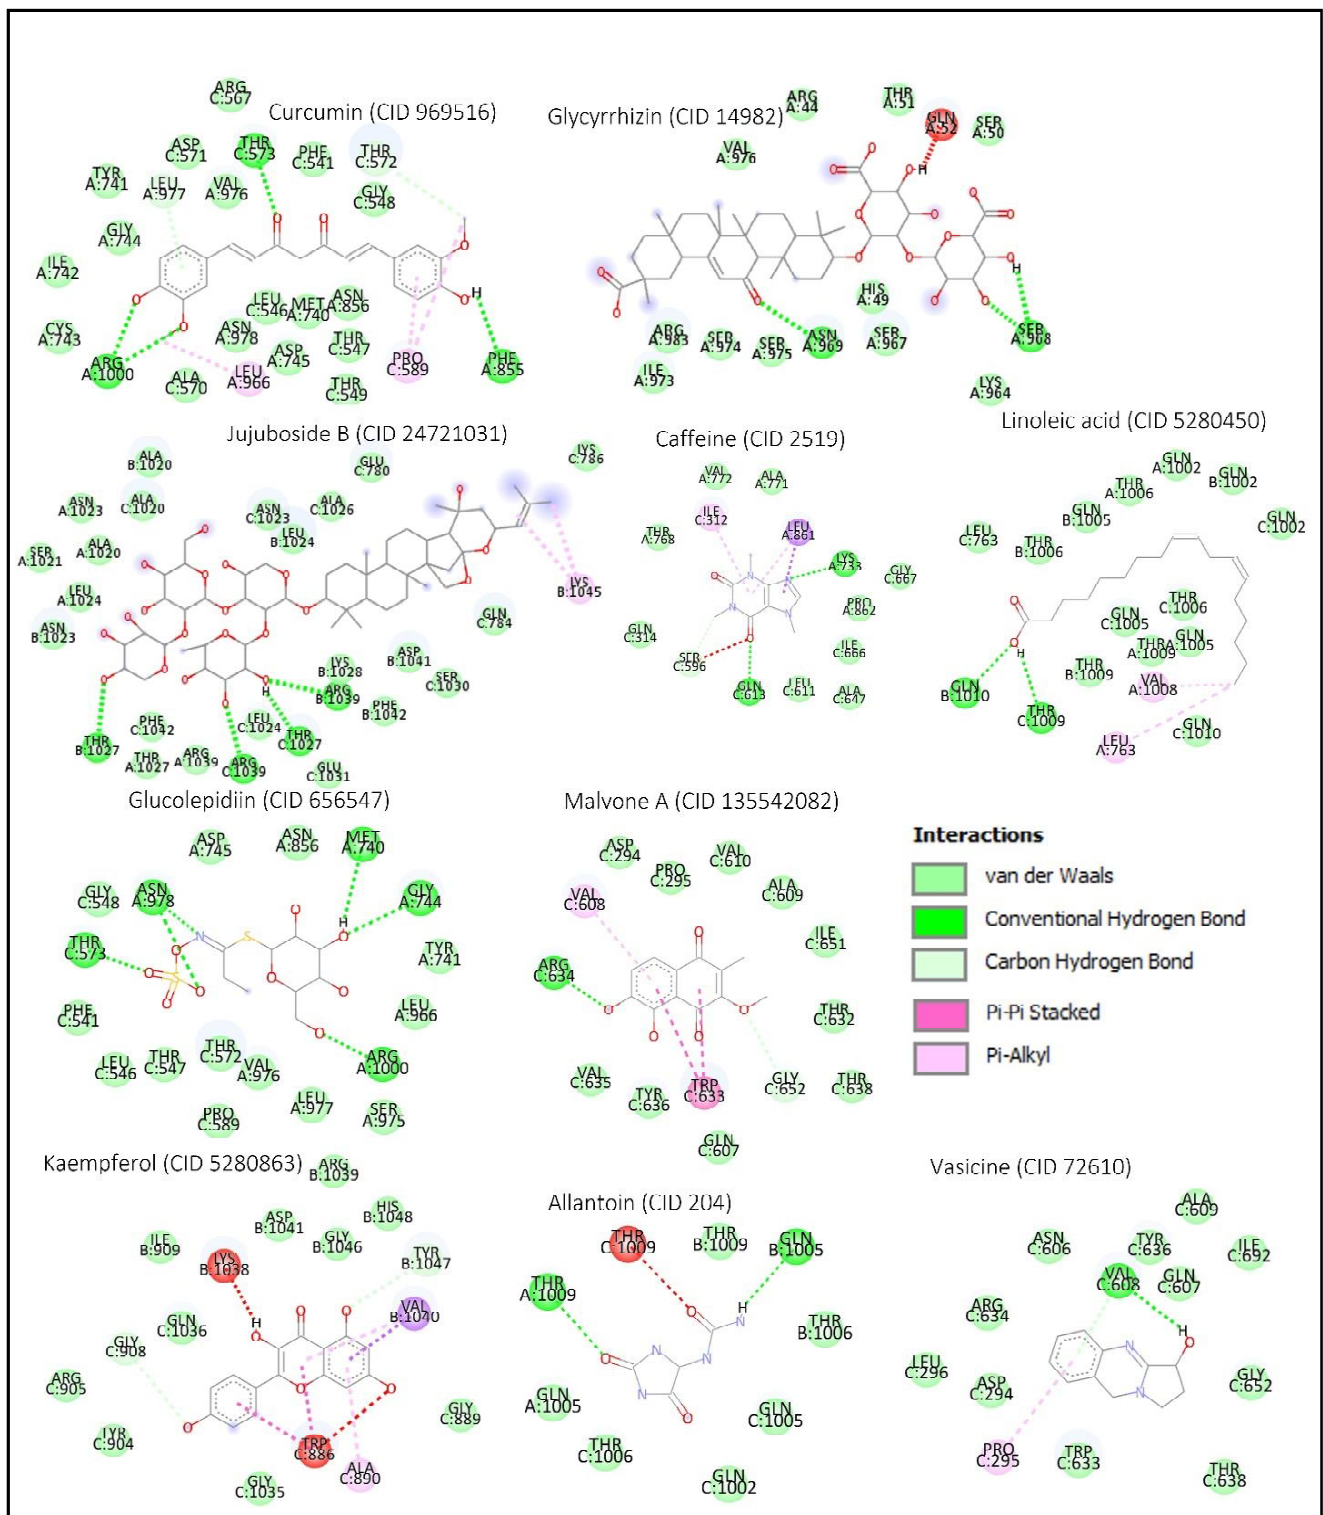 Curcumin (CID 969516)
ARG
C:567
ASP
C:571
THR
C:573
PHE
C:541
THR
C:572
TYR
A:741
LEU
A:977
VAL
A:976
GLY
C:548
GLY
A:744
ILE
A:742
CYS
A:743
ARG
A:1000
ASN
A:978
LEU
C:546
MET
A:740
ASN
A:856
ASP
A:745
THR
C:547
ALA
C:570
LEU
A:966
THR
C:549
PRO
C:589
PHE
A:855
O
O
O
O
O
O
H
Glycyrrhizin (CID 14982)
ARG
A:44
THR
A:51
GLN
A:52
SER
A:50
VAL
A:976
HIS
A:49
ARG
A:983
SER
A:974
SER
A:975
ASN
A:969
SER
A:967
SER
A:968
ILE
A:973
LYS
A:964
Jujuboside B (CID 24721031)
ALA
B:1020
GLU
C:780
LYS
C:786
ASN
A:1023
ALA
C:1020
ASN
C:1023
ALA
C:1026
LEU
B:1024
SER
A:1021
ALA
A:1020
LEU
A:1024
ASN
B:1023
LYS
B:1045
GLN
C:784
ASP
B:1041
LYS
B:1028
SER
C:1030
ARG
B:1039
PHE
B:1042
PHE
C:1042
LEU
C:1024
THR
C:1027
THR
B:1027
THR
A:1027
ARG
A:1039
ARG
C:1039
GLU
C:1031
Caffeine (CID 2519)
VAL
A:772
ALA
A:771
ILE
C:312
LEU
A:861
THR
A:768
LYS
A:733
GLY
C:667
PRO
A:862
GLN
C:314
SER
C:596
ILE
C:666
GLN
C:613
LEU
C:611
ALA
C:647
Linoleic acid (CID 5280450)
GLN
A:1002
GLN
B:1002
THR
A:1006
GLN
B:1005
GLN
C:1002
LEU
C:763
THR
B:1006
THR
C:1006
GLN
C:1005
THR
A:1009
GLN
A:1005
THR
B:1009
VAL
A:1008
GLN
B:1010
THR
C:1009
LEU
A:763
GLN
C:1010
Glucolepidiin (CID 656547)
ASP
A:745
ASN
A:856
MET
A:740
GLY
C:548
ASN
A:978
GLY
A:744
THR
C:573
TYR
A:741
PHE
C:541
LEU
A:966
LEU
C:546
THR
C:547
THR
C:572
VAL
A:976
ARG
A:1000
PRO
C:589
LEU
A:977
SER
A:975
Malvone A (CID 135542082)
ASP
C:294
PRO
C:295
VAL
C:610
VAL
C:608
ALA
C:609
ILE
C:651
ARG
C:634
THR
C:632
VAL
C:635
TYR
C:636
TRP
C:633
GLY
C:652
THR
C:638
GLN
C:607
Interactions
van der Waals
Conventional Hydrogen Bond
Carbon Hydrogen Bond
Pi-Pi Stacked
Pi-Alkyl
Kaempferol (CID 5280863)
ARG
B:1039
HIS
B:1048
ASP
B:1041
GLY
B:1046
TYR
B:1047
ILE
B:909
LYS
B:1038
VAL
B:1040
GLN
C:1036
GLY
C:908
ARG
C:905
TYR
C:904
GLY
C:889
TRP
C:886
ALA
C:890
GLY
C:1035
Allantoin (CID 204)
THR
C:1009
THR
B:1009
GLN
B:1005
THR
A:1009
THR
B:1006
GLN
A:1005
GLN
C:1005
THR
C:1006
GLN
C:1002
Vasicine (CID 72610)
ALA
C:609
ASN
C:606
TYR
C:636
ILE
C:692
VAL
C:608
GLN
C:607
ARG
C:634
LEU
C:296
ASP
C:294
GLY
C:652
PRO
C:295
TRP
C:633
THR
C:638